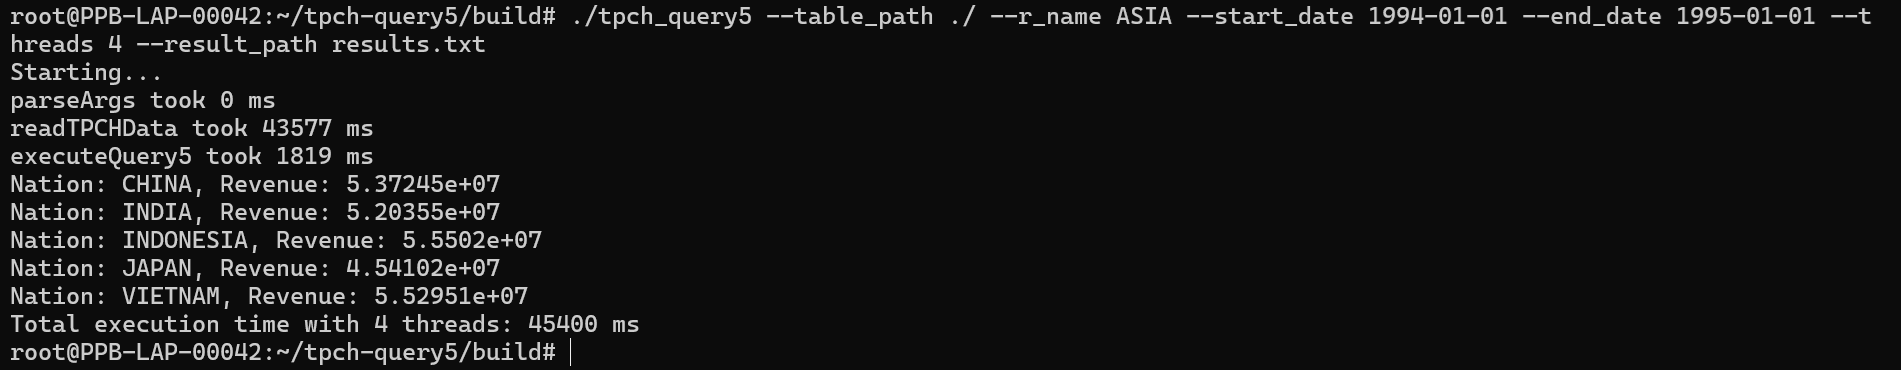 root@PPB-LAP-00042:~/tpch-query5/build# ./tpch_query5 --table_path ./ --r_name ASIA --start_date 1994-01-01 --end_date 1995-01-01 --t
hreads 4 --result_path results.txt
Starting...
parseArgs took 0 ms
readTPCHData took 43577 ms
executeQuery5 took 1819 ms
Nation: CHINA, Revenue: 5.37245e+07
Nation: INDIA, Revenue: 5.20355e+07
Nation: INDONESIA, Revenue: 5.5502e+07
Nation: JAPAN, Revenue: 4.54102e+07
Nation: VIETNAM, Revenue: 5.52951e+07
Total execution time with 4 threads: 45400 ms
root@PPB-LAP-00042:~/tpch-query5/build#